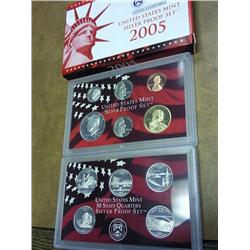 UNITED STATES MINT
SILVER PROOF SET
2005
2005
UNITED STATES MINT
SILVER PROOF SET
UNITED STATES MINT
50 STATE QUARTERS
SILVER PROOF SET